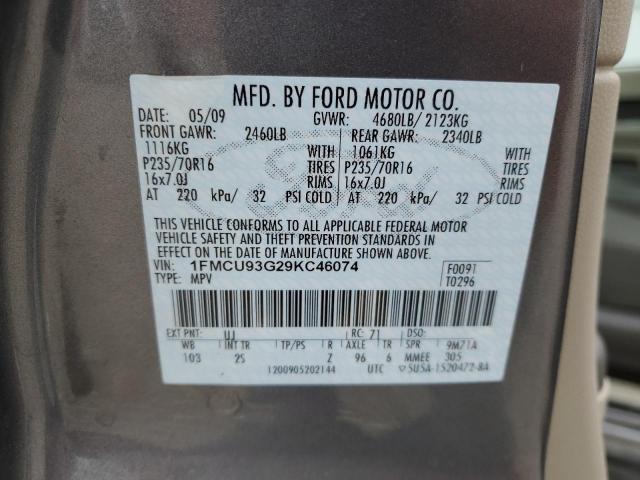 MFD. BY FORD MOTOR CO.
DATE: 05/09 GVWR: 4680LB/ 2123KG
FRONT GAWR: 2460LB REAR GAWR: 2340LB
1116KG WITH 1061KG WITH
P235/70R16 TIRES P235/70R16 TIRES
16x7.0J RIMS 16x7.0J RIMS
AT 220 kPa/ 32 PSI COLD AT 220 kPa/ 32 PSI COLD
THIS VEHICLE CONFORMS TO ALL APPLICABLE FEDERAL MOTOR
VEHICLE SAFETY AND THEFT PREVENTION STANDARDS IN
EFFECT ON THE DATE OF MANUFACTURE SHOWN ABOVE.
VIN: 1FMCU93G29KC46074 F0091
TYPE: MPV T0296
EXT PNT: UJ RC: 71 DSO:
WB INT TR TP/PS R AXLE TR SPR 9M71A
103 2S Z 96 6 MMEE 305
1200905202144 UTC 5U5A-1520472-BA
Ford